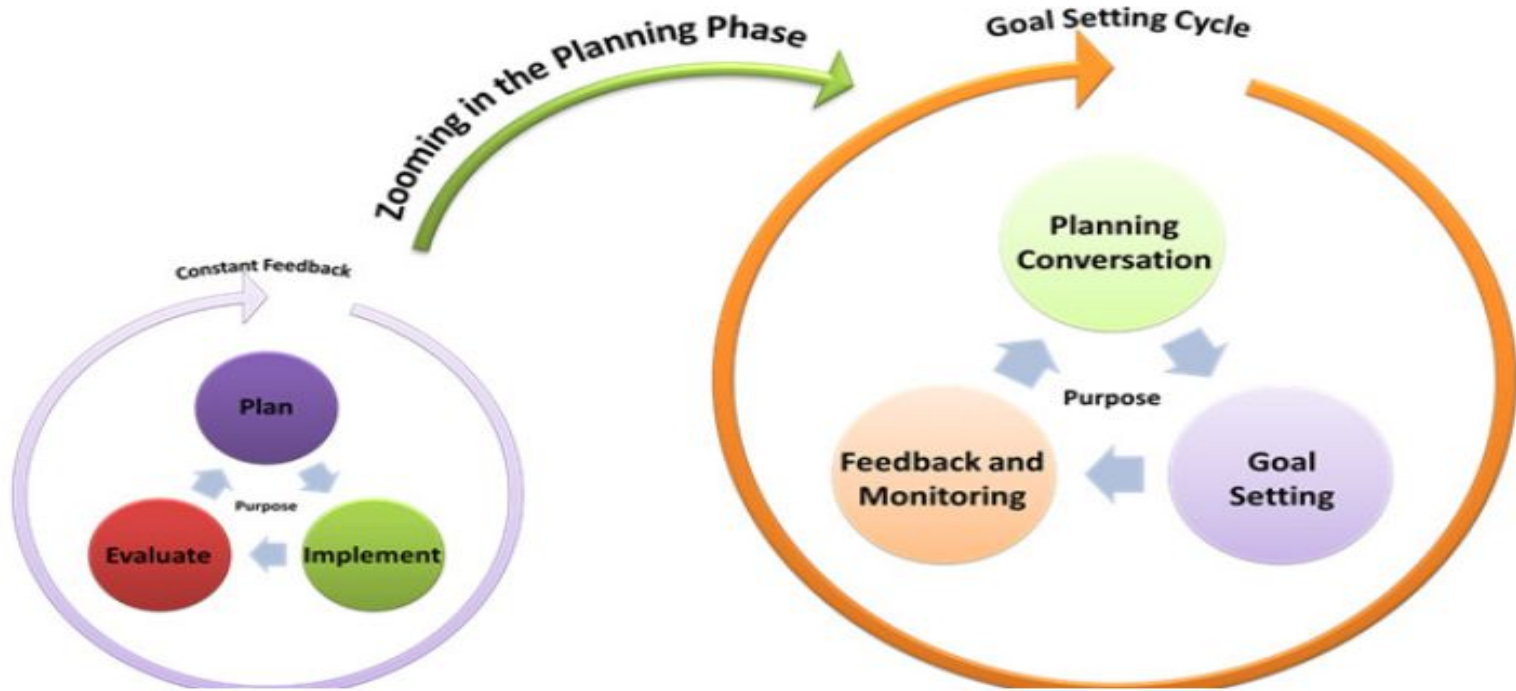 Zooming in the Planning Phase
Goal Setting Cycle
Constant Feedback
Plan
Purpose
Evaluate
Implement
Planning
Conversation
Purpose
Feedback and
Monitoring
Goal
Setting